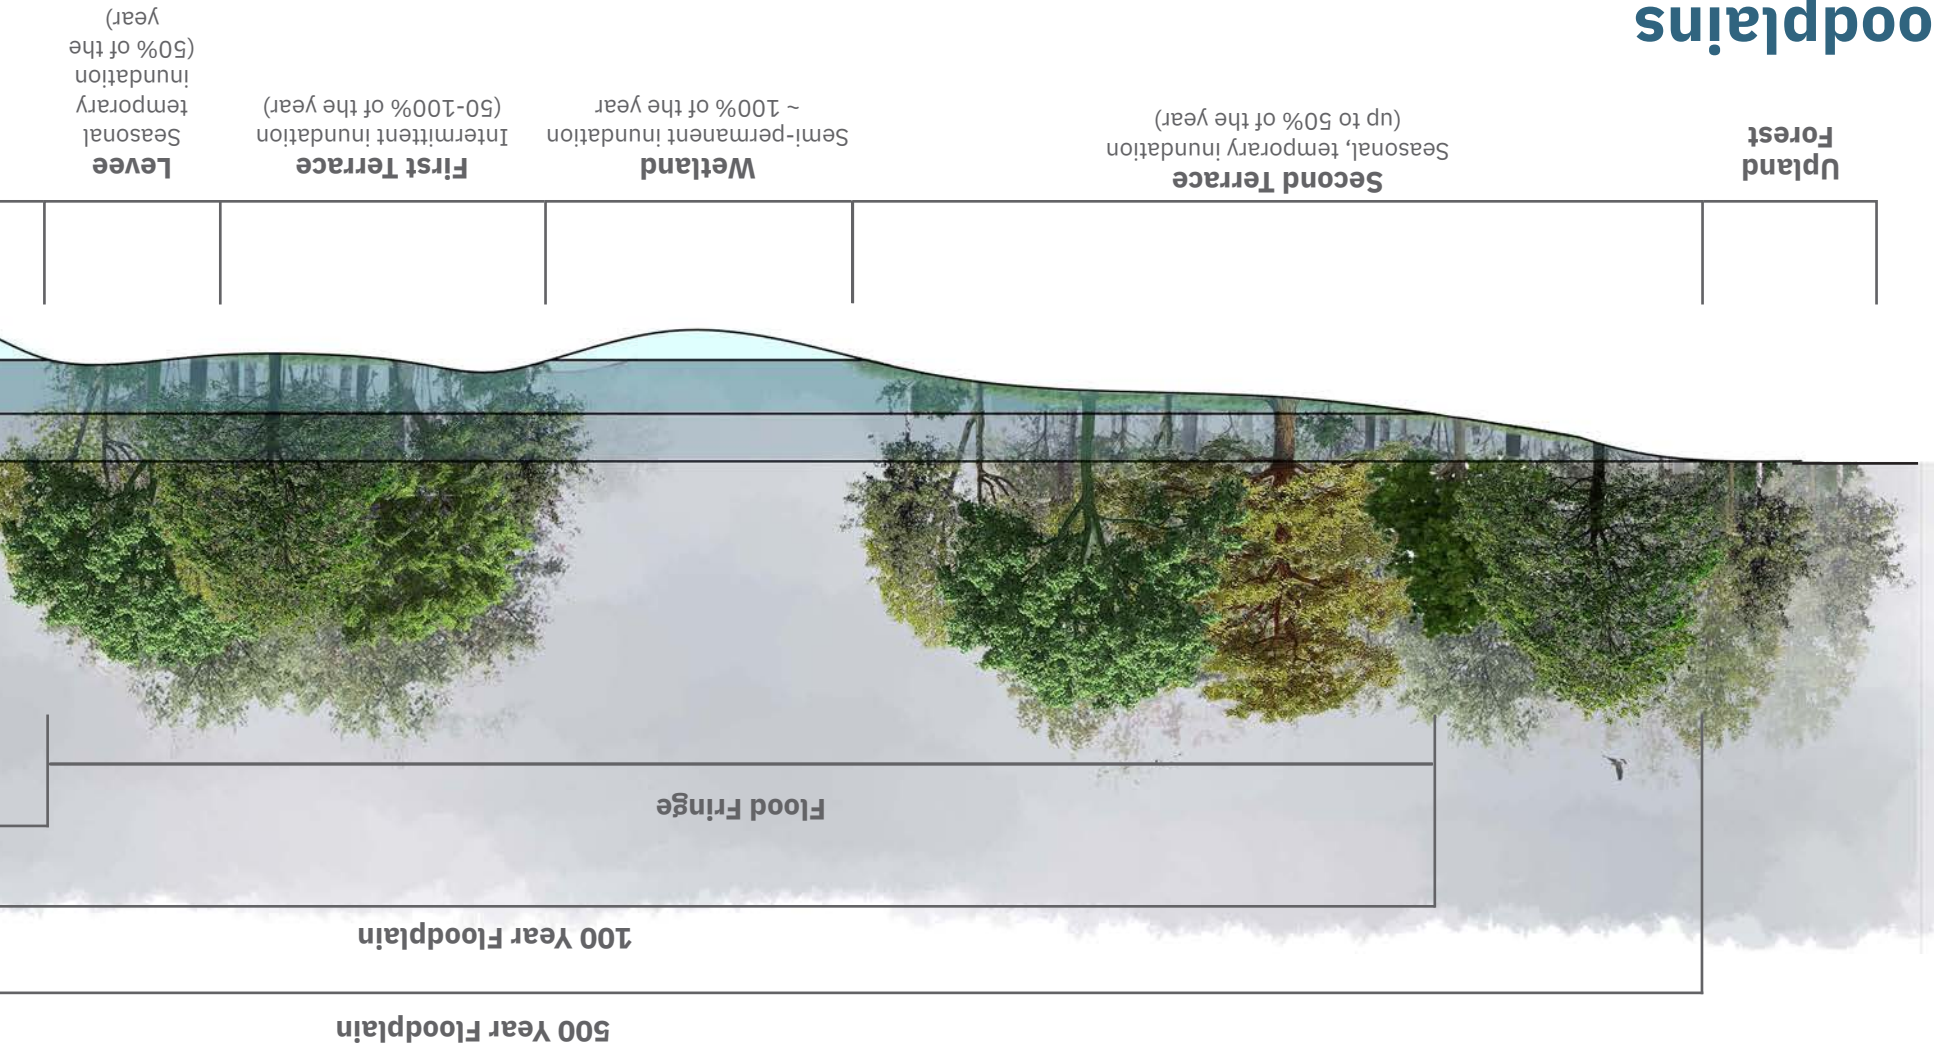 500 Year Floodplain
100 Year Floodplain
Flood Fringe
Upland
Forest
Second Terrace
Seasonal, temporary inundation
(up to 50% of the year)
Wetland
Semi-permanent inundation
~ 100% of the year
First Terrace
Intermittent inundation
(50-100% of the year)
Levee
Seasonal
temporary
inundation
(50% of the
year)
oodplains